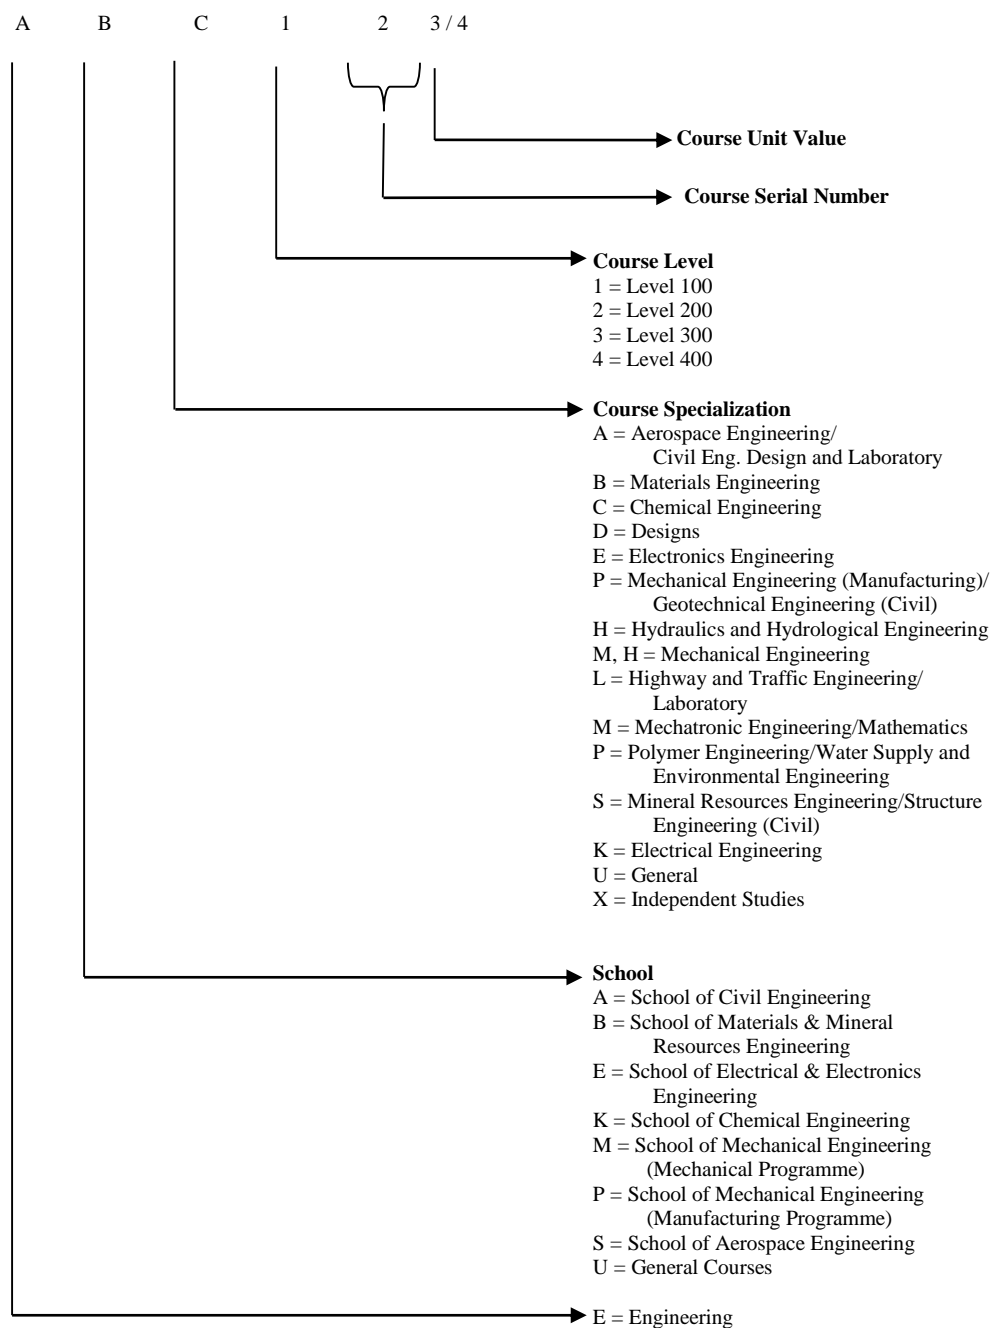 A B C 1 2 3 / 4
Course Unit Value
Course Serial Number
Course Level
1 = Level 100
2 = Level 200
3 = Level 300
4 = Level 400
Course Specialization
A = Aerospace Engineering/
Civil Eng. Design and Laboratory
B = Materials Engineering
C = Chemical Engineering
D = Designs
E = Electronics Engineering
P = Mechanical Engineering (Manufacturing)/
Geotechnical Engineering (Civil)
H = Hydraulics and Hydrological Engineering
M, H = Mechanical Engineering
L = Highway and Traffic Engineering/
Laboratory
M = Mechatronic Engineering/Mathematics
P = Polymer Engineering/Water Supply and
Environmental Engineering
S = Mineral Resources Engineering/Structure
Engineering (Civil)
K = Electrical Engineering
U = General
X = Independent Studies
School
A = School of Civil Engineering
B = School of Materials & Mineral
Resources Engineering
E = School of Electrical & Electronics
Engineering
K = School of Chemical Engineering
M = School of Mechanical Engineering
(Mechanical Programme)
P = School of Mechanical Engineering
(Manufacturing Programme)
S = School of Aerospace Engineering
U = General Courses
E = Engineering